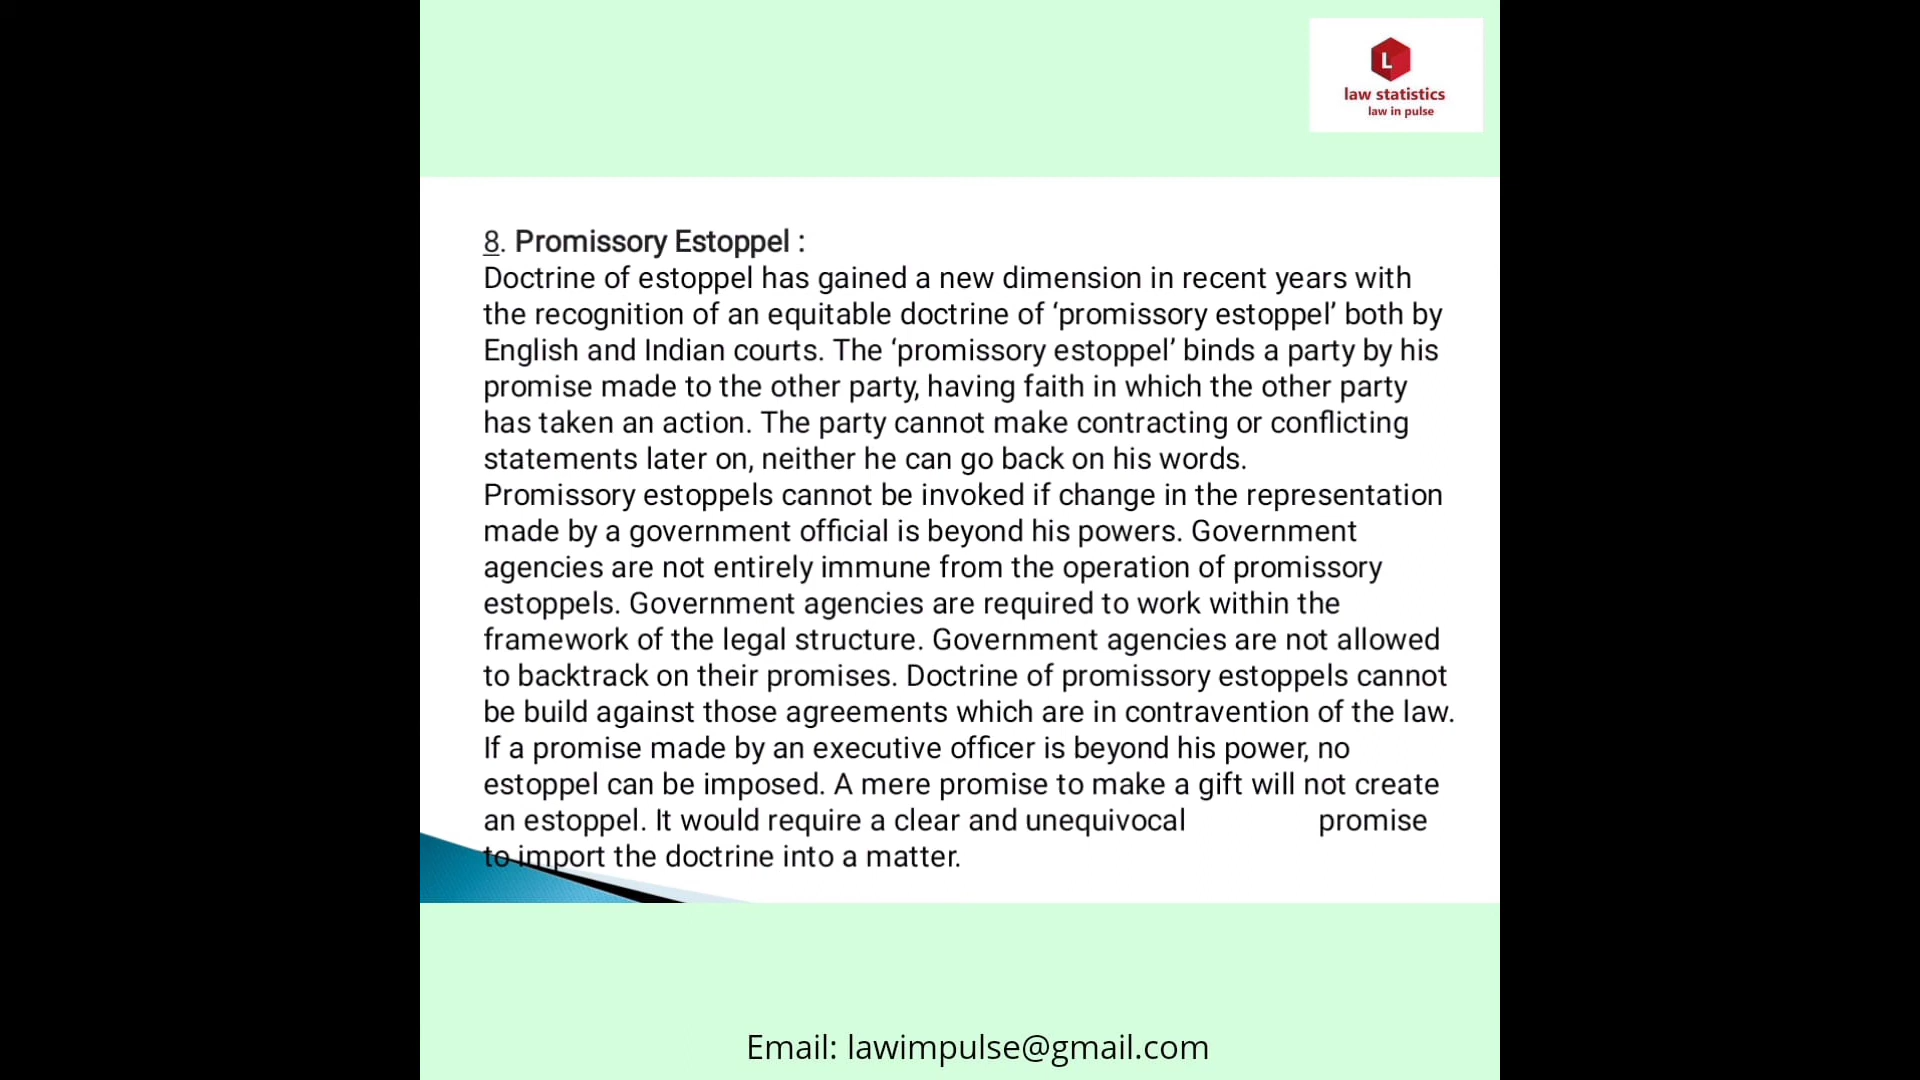 L
law statistics
law in pulse
8. Promissory Estoppel :
Doctrine of estoppel has gained a new dimension in recent years with
the recognition of an equitable doctrine of ‘promissory estoppel’ both by
English and Indian courts. The ‘promissory estoppel’ binds a party by his
promise made to the other party, having faith in which the other party
has taken an action. The party cannot make contracting or conflicting
statements later on, neither he can go back on his words.
Promissory estoppels cannot be invoked if change in the representation
made by a government official is beyond his powers. Government
agencies are not entirely immune from the operation of promissory
estoppels. Government agencies are required to work within the
framework of the legal structure. Government agencies are not allowed
to backtrack on their promises. Doctrine of promissory estoppels cannot
be build against those agreements which are in contravention of the law.
If a promise made by an executive officer is beyond his power, no
estoppel can be imposed. A mere promise to make a gift will not create
an estoppel. It would require a clear and unequivocal promise
to import the doctrine into a matter.
Email: lawimpulse@gmail.com